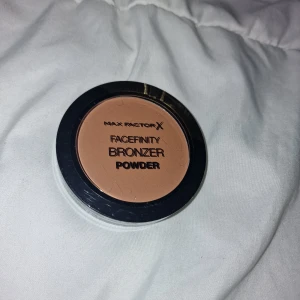 MAX FACTOR X
FACEFINITY
BRONZER
POWDER